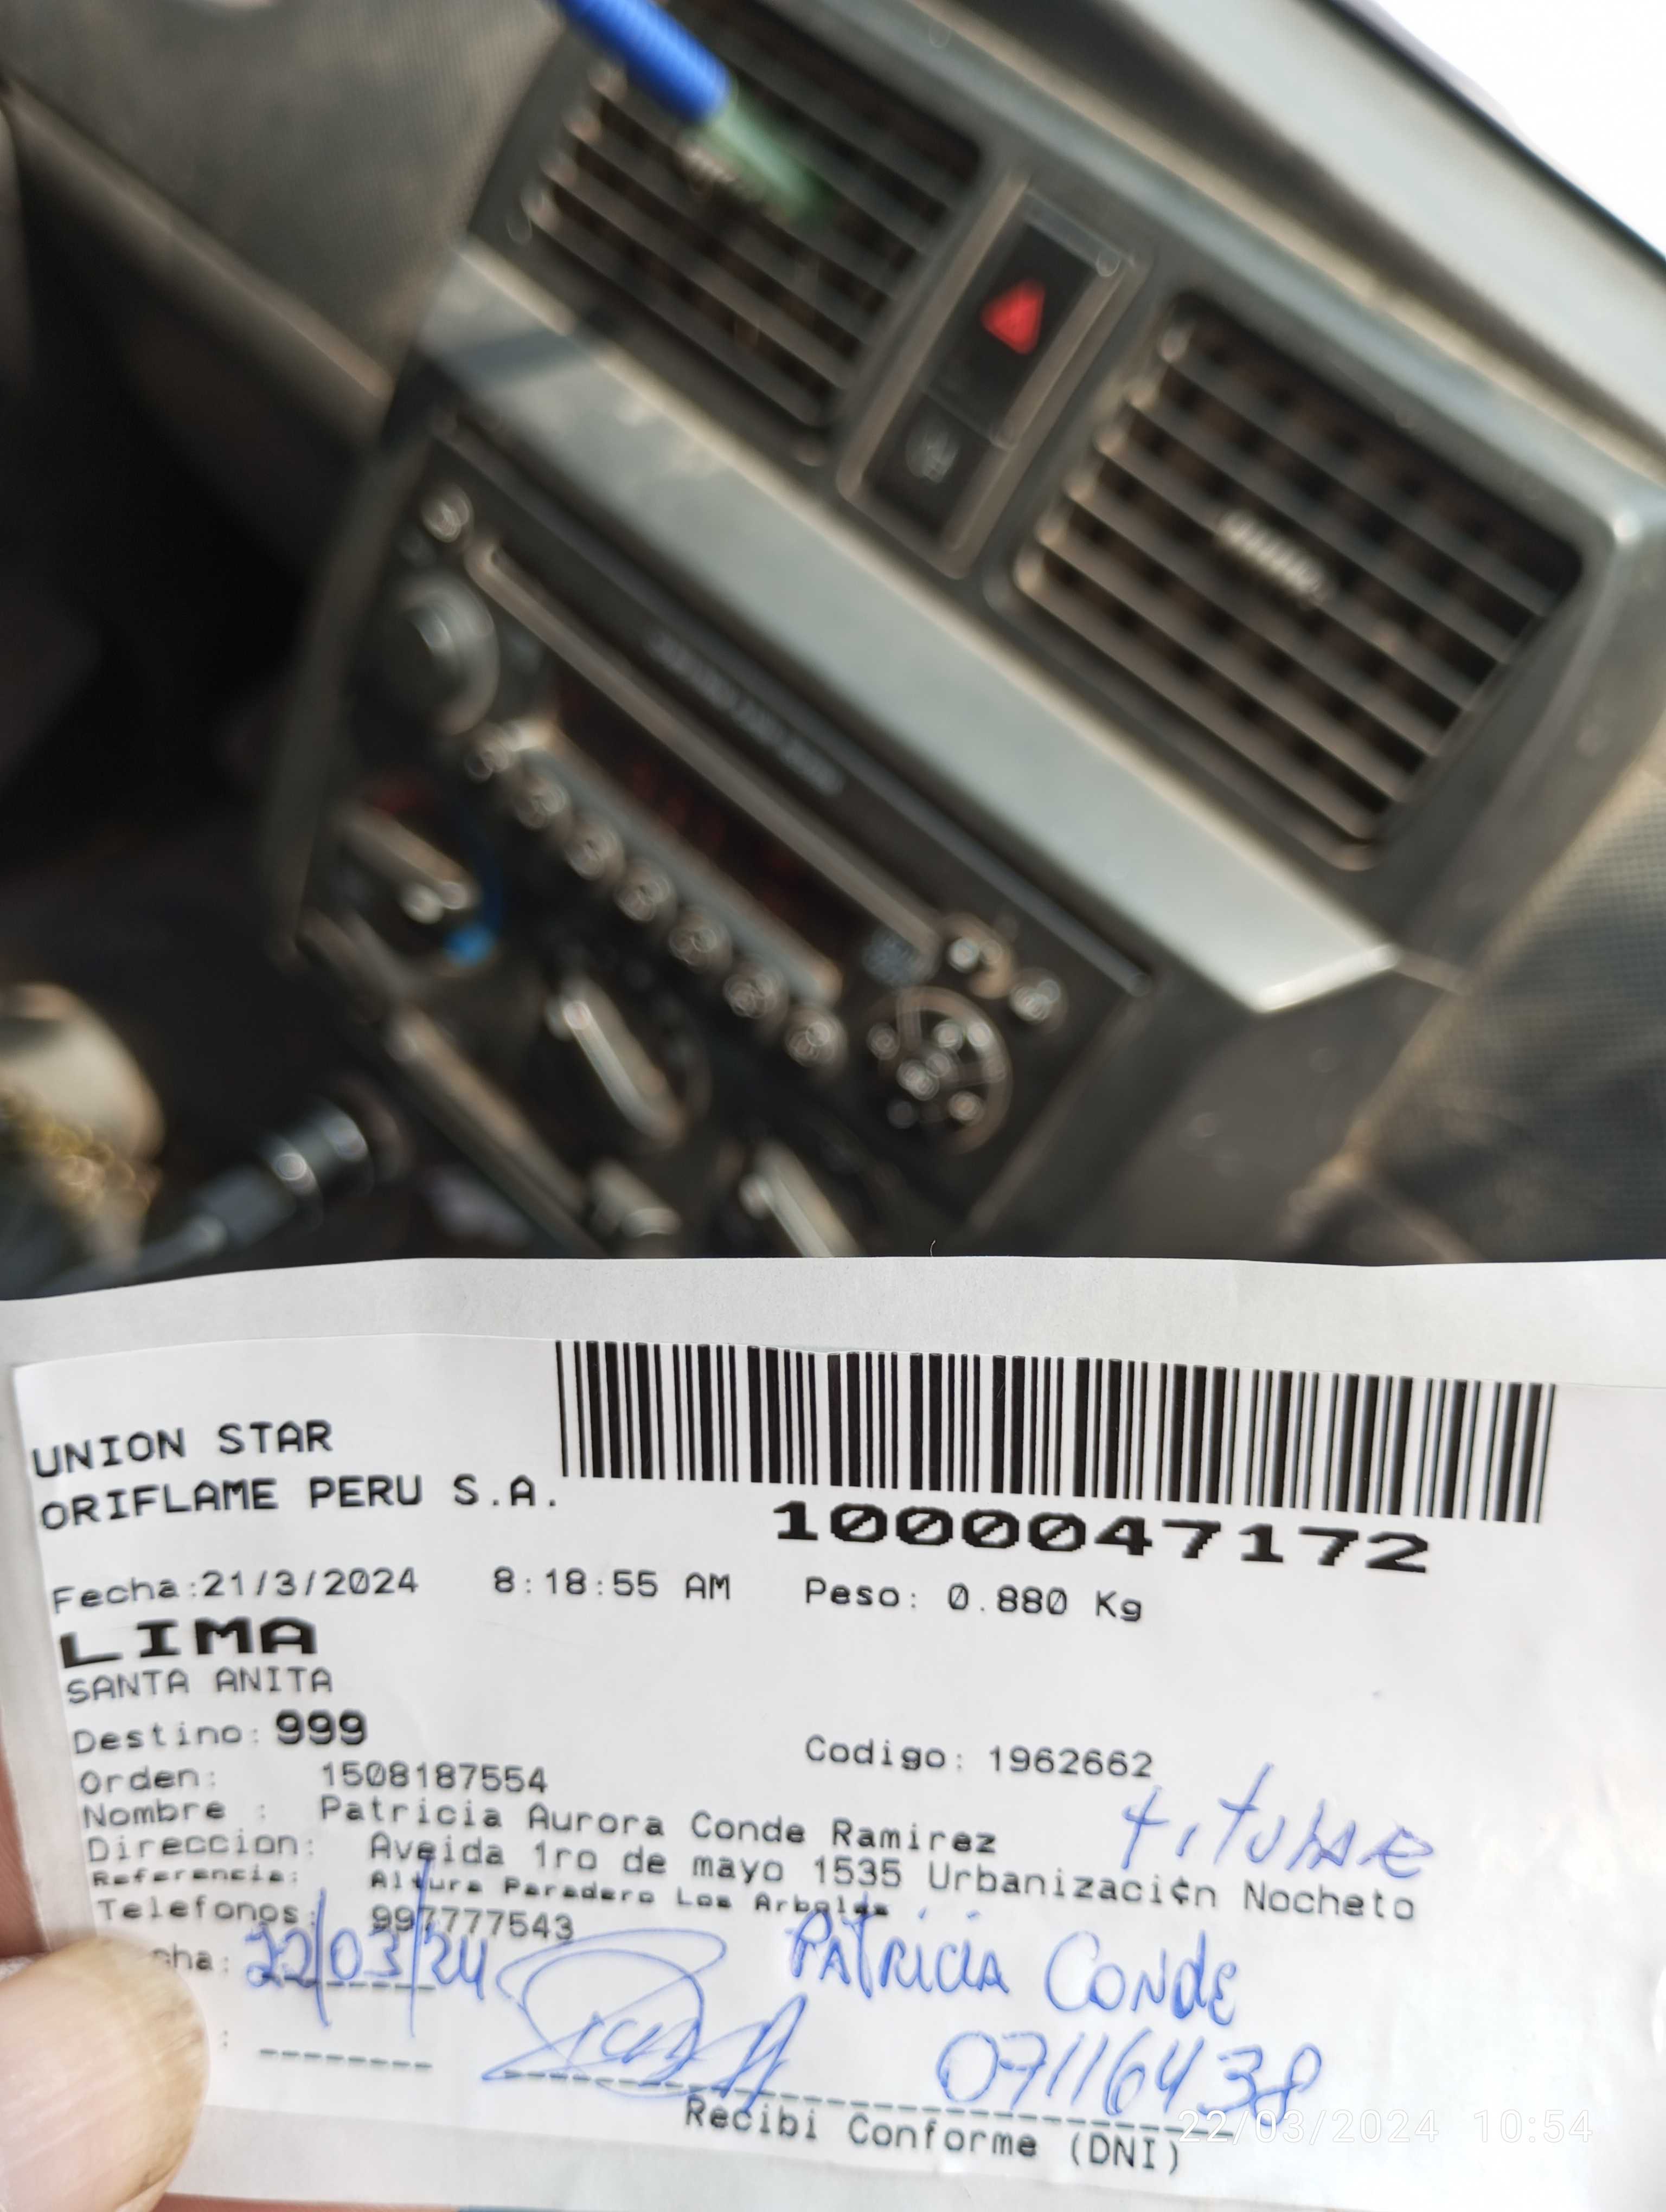 UNION STAR
ORIFLAME PERU S.A.
1000047172
Fecha:21/3/2024 8:18:55 AM Peso: 0.880 Kg
LIMA
SANTA ANITA
Destino: 999
Codigo: 1962662
Orden: 1508187554
Nombre : Patricia Aurora Conde Ramirez
titular
Direccion: Aveida 1ro de mayo 1535 Urbanizaci¢n Nocheto
Referencia: Altura Paradero Los Arboles
Telefonos: 997777543
cha: 22/03/24
PATRICIA CONDE
07116438
Recibi Conforme (DNI)
22/03/2024 10:54